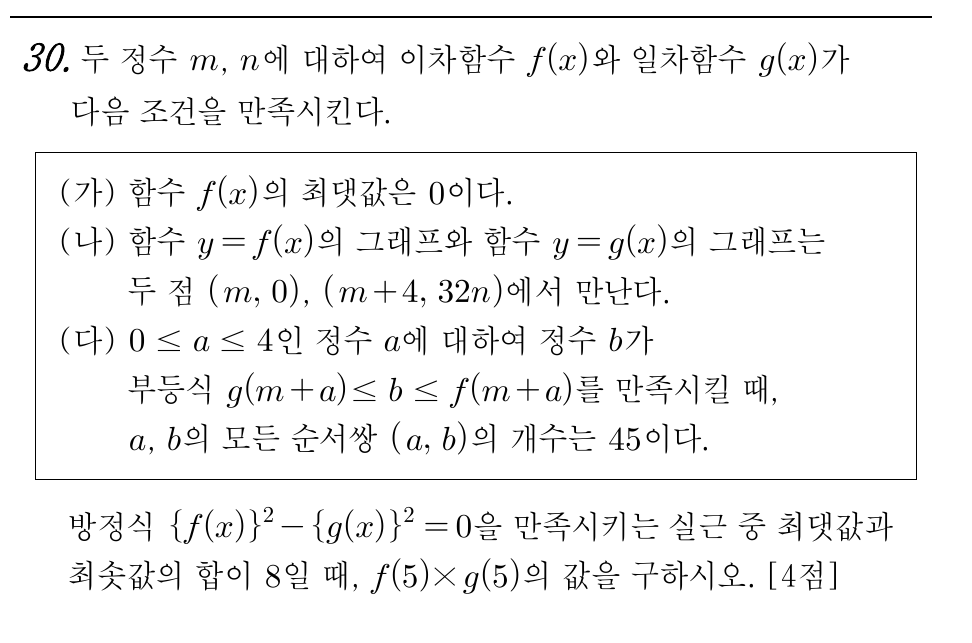 30. 두 정수 m, n에 대하여 이차함수 f(x)와 일차함수 g(x)가
다음 조건을 만족시킨다.
(가) 함수 f(x)의 최댓값은 0이다.
(나) 함수 y=f(x)의 그래프와 함수 y=g(x)의 그래프는
두 점 (m, 0), (m+4, 32n)에서 만난다.
(다) 0 ≤ a ≤ 4인 정수 a에 대하여 정수 b가
부등식 g(m+a)≤ b ≤ f(m+a)를 만족시킬 때,
a, b의 모든 순서쌍 (a, b)의 개수는 45이다.
방정식 {f(x)}²-{g(x)}²=0을 만족시키는 실근 중 최댓값과
최솟값의 합이 8일 때, f(5)×g(5)의 값을 구하시오. [4점]